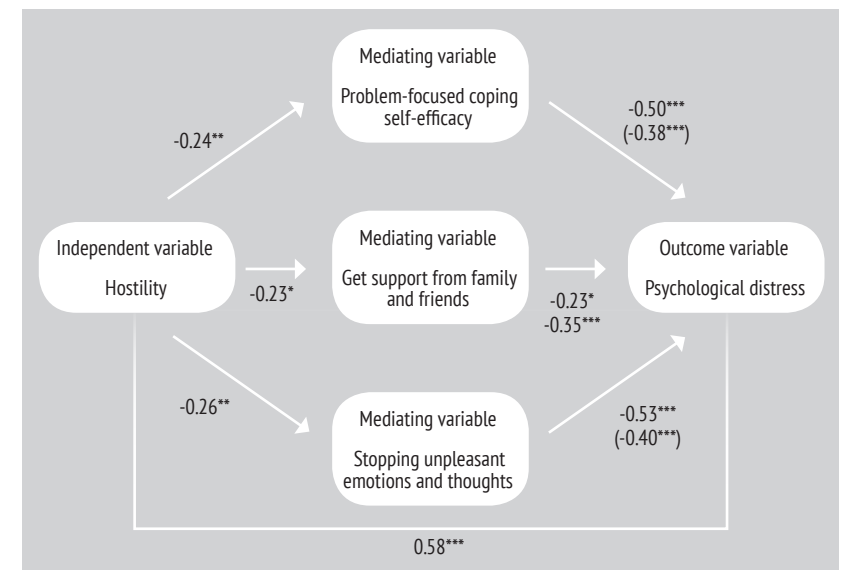 Mediating variable
Problem-focused coping
self-efficacy
-0.24**
-0.50***
(-0.38***)
Independent variable
Hostility
-0.23*
Mediating variable
Get support from family
and friends
-0.23*
-0.35***
Outcome variable
Psychological distress
-0.26**
Mediating variable
Stopping unpleasant
emotions and thoughts
-0.53***
(-0.40***)
0.58***